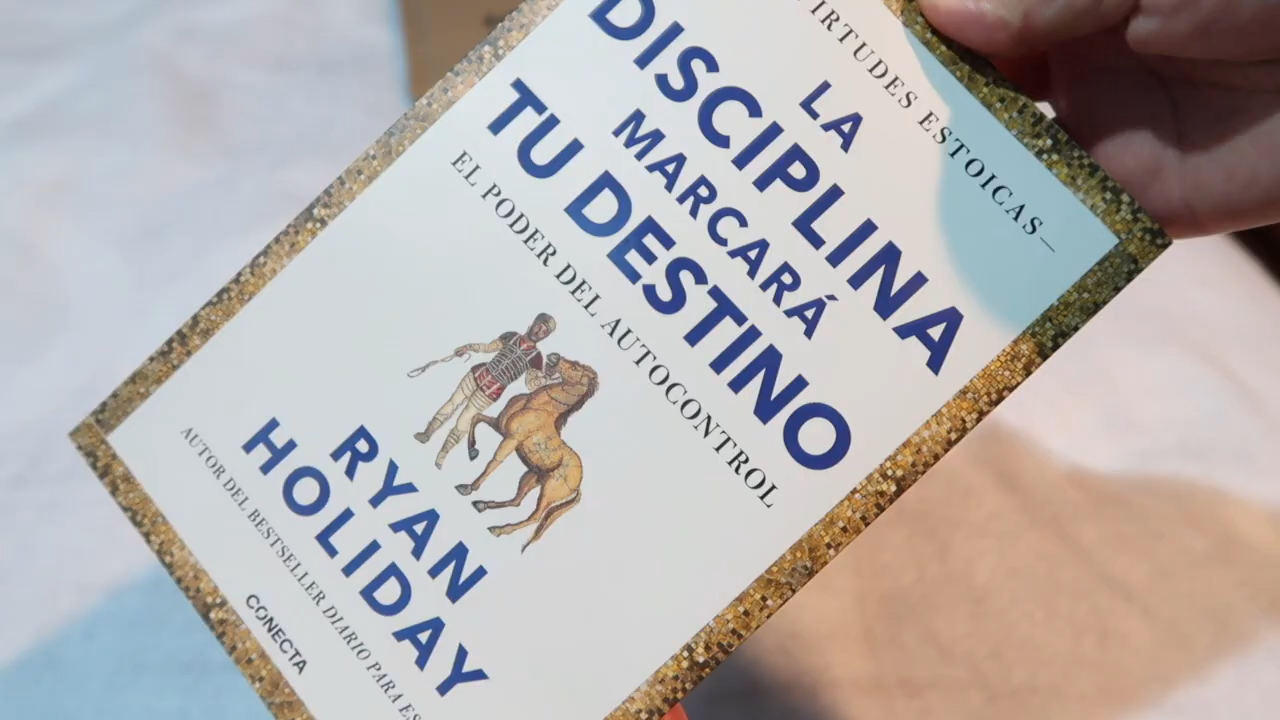 VIRTUDES ESTOICAS—
LA
DISCIPLINA
MARCARÁ
TU DESTINO
EL PODER DEL AUTOCONTROL
RYAN
HOLIDAY
AUTOR DEL BESTSELLER DIARIO PARA
CONECTA